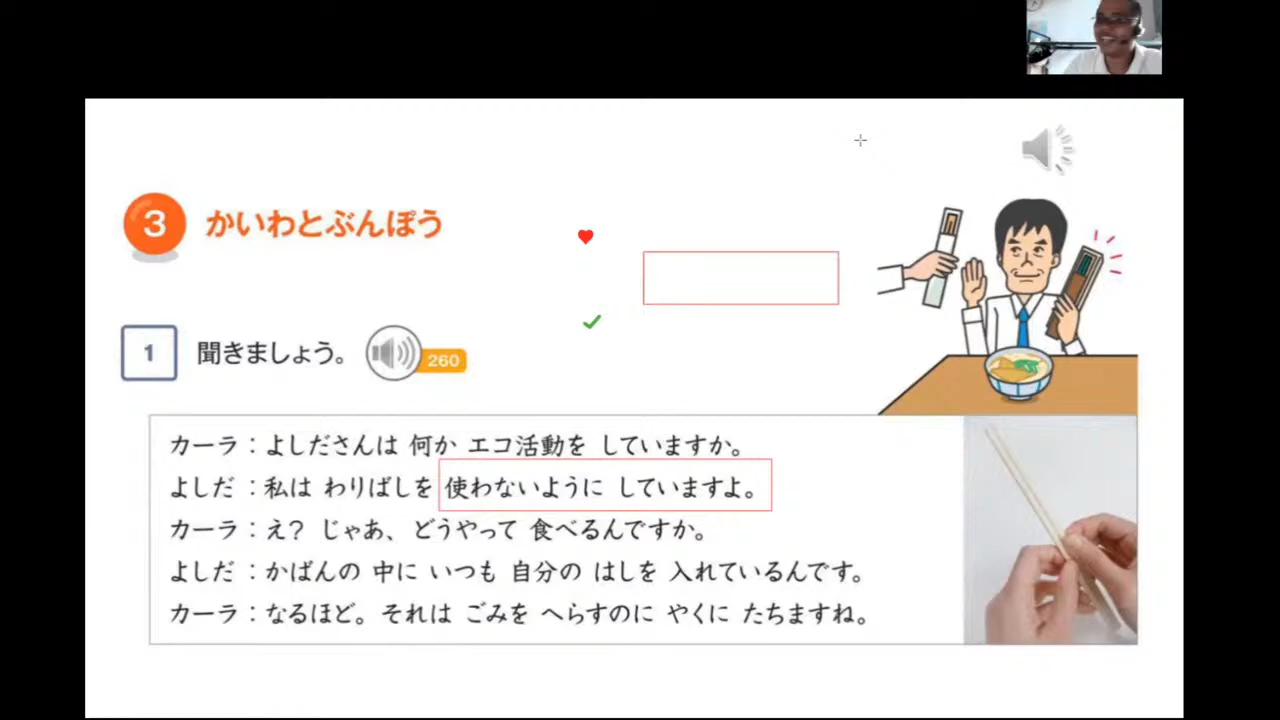 3 かいわとぶんぽう
1 聞きましょう。 260
カーラ：よしださんは 何か エコ活動を していますか。
よしだ：私は わりばしを 使わないように していますよ。
カーラ：え？ じゃあ、どうやって 食べるんですか。
よしだ：かばんの 中に いつも 自分の はしを 入れているんです。
カーラ：なるほど。それは ごみを へらすのに やくに たちますね。